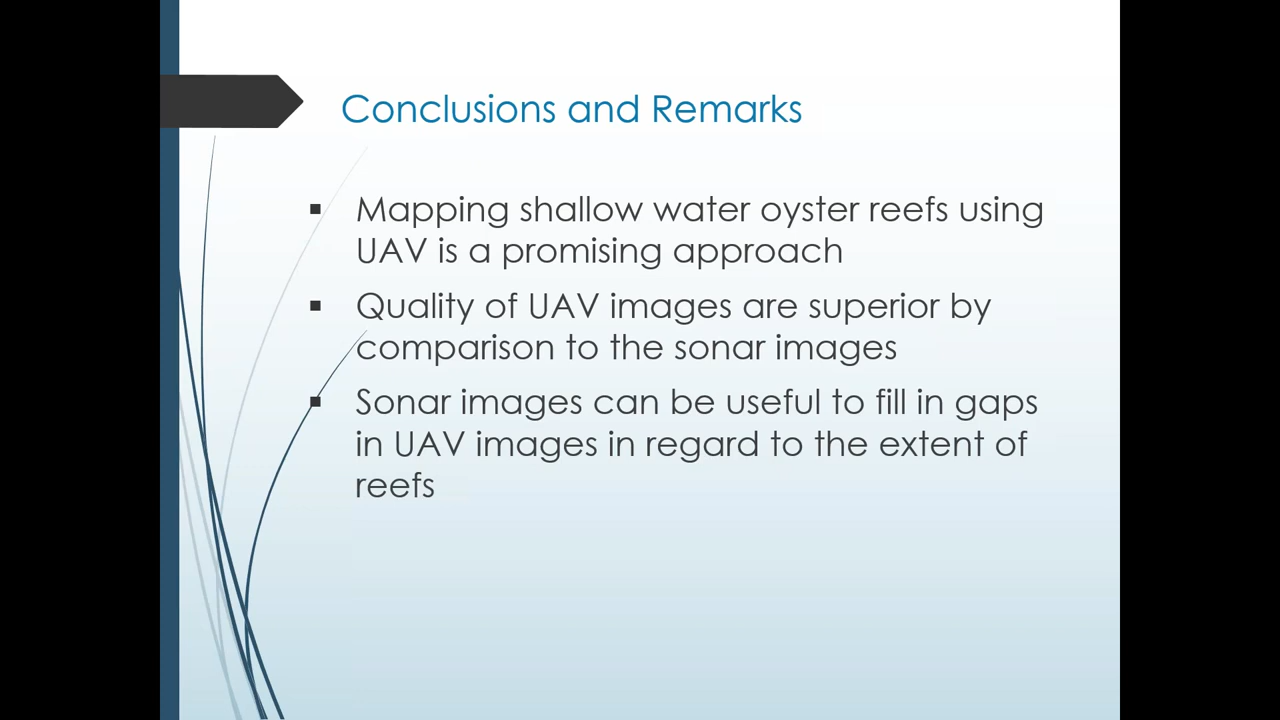 Conclusions and Remarks
▪ Mapping shallow water oyster reefs using
UAV is a promising approach
▪ Quality of UAV images are superior by
comparison to the sonar images
▪ Sonar images can be useful to fill in gaps
in UAV images in regard to the extent of
reefs